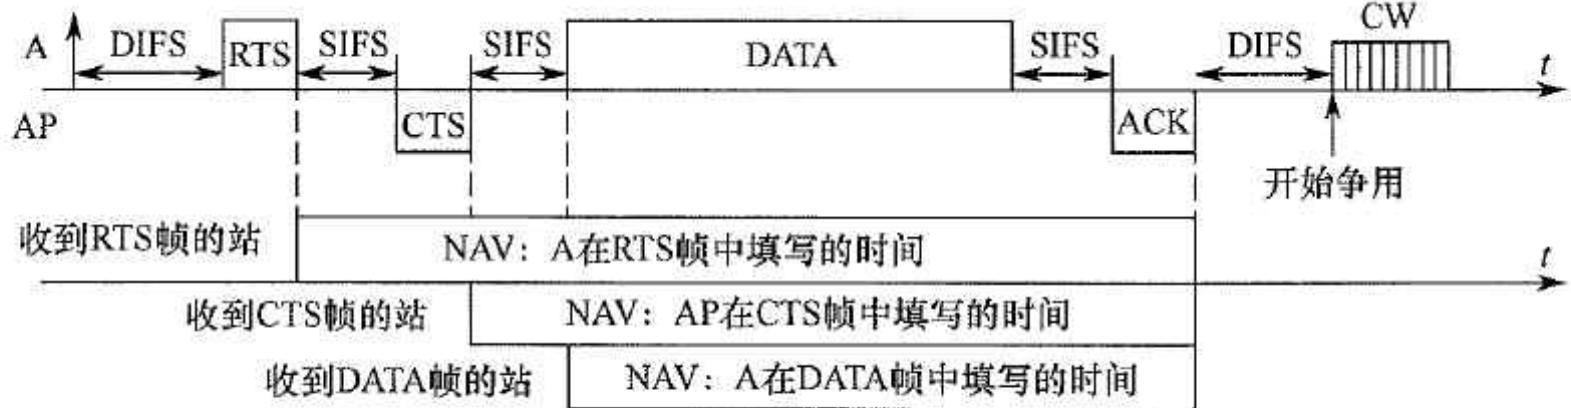 CW
A DIFS RTS SIFS SIFS DATA SIFS DIFS t
AP CTS ACK
开始争用
收到RTS帧的站 NAV: A在RTS帧中填写的时间 t
收到CTS帧的站 NAV: AP在CTS帧中填写的时间
收到DATA帧的站 NAV: A在DATA帧中填写的时间